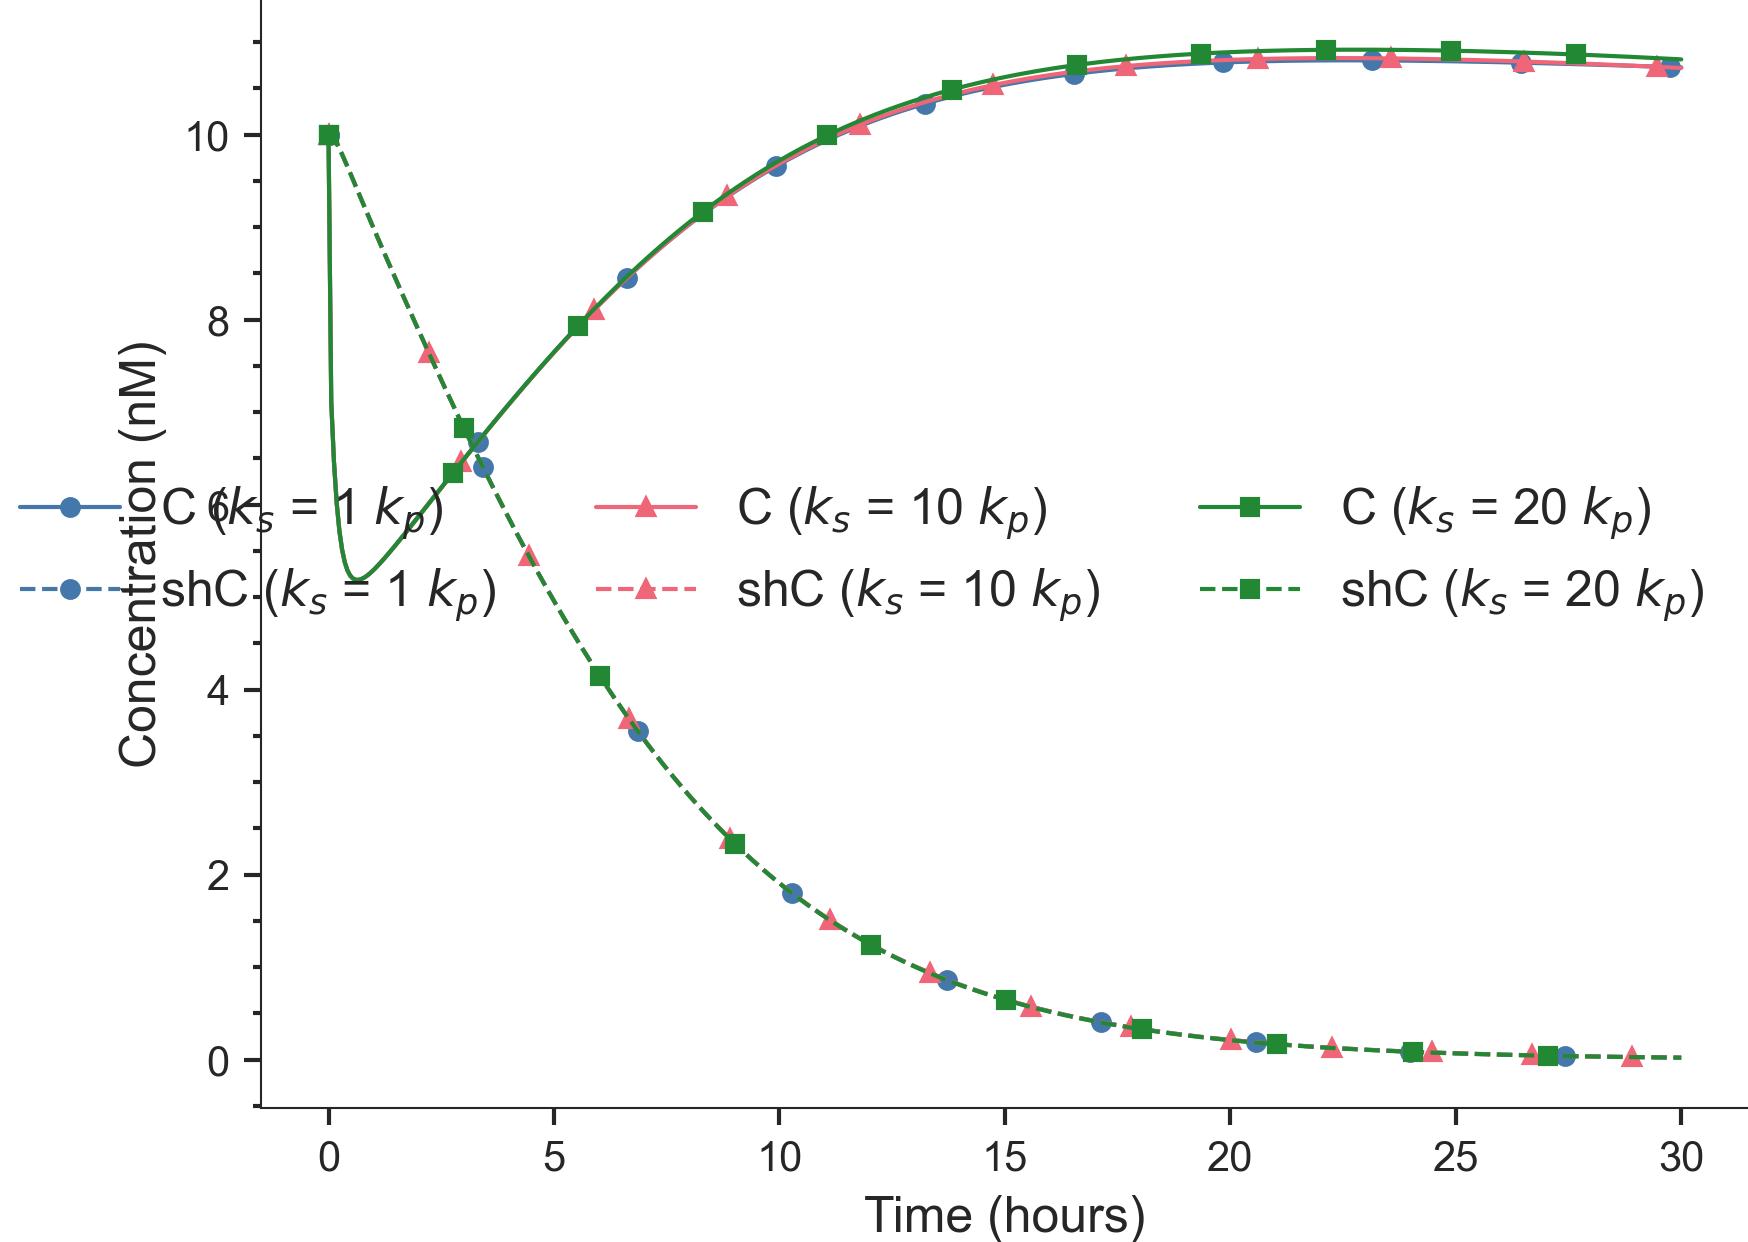 10
8
6
4
2
0
Concentration (nM)
C (kₛ = 1 kₚ)
C (kₛ = 10 kₚ)
C (kₛ = 20 kₚ)
shC (kₛ = 1 kₚ)
shC (kₛ = 10 kₚ)
shC (kₛ = 20 kₚ)
0 5 10 15 20 25 30
Time (hours)